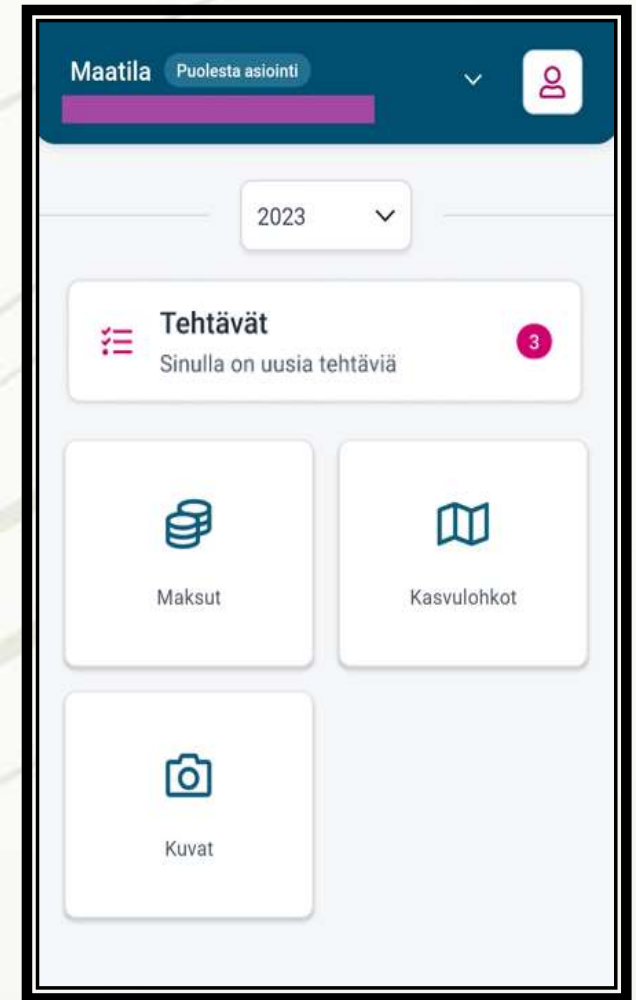 Maatila Puolesta asiointi
2023
Tehtävät
Sinulla on uusia tehtäviä
3
Maksut Kasvulohkot
Kuvat